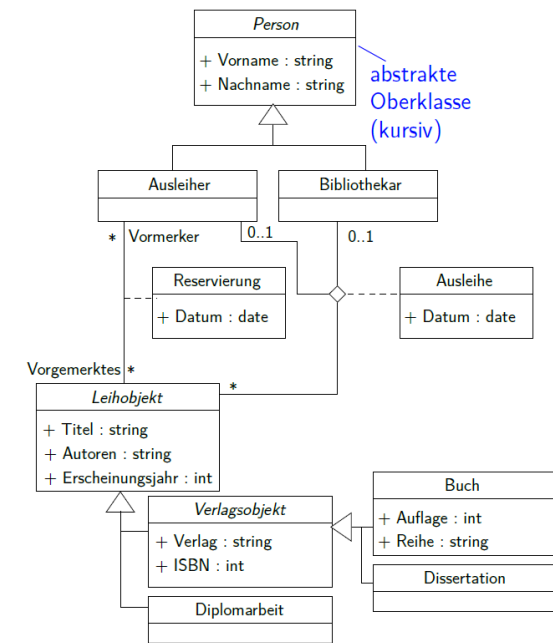 Person
+ Vorname : string
+ Nachname : string
abstrakte
Oberklasse
(kursiv)
Ausleiher
Bibliothekar
* Vormerker
0..1
0..1
Reservierung
+ Datum : date
Ausleihe
+ Datum : date
Vorgemerktes *
*
Leihobjekt
+ Titel : string
+ Autoren : string
+ Erscheinungsjahr : int
Verlagsobjekt
+ Verlag : string
+ ISBN : int
Buch
+ Auflage : int
+ Reihe : string
Dissertation
Diplomarbeit